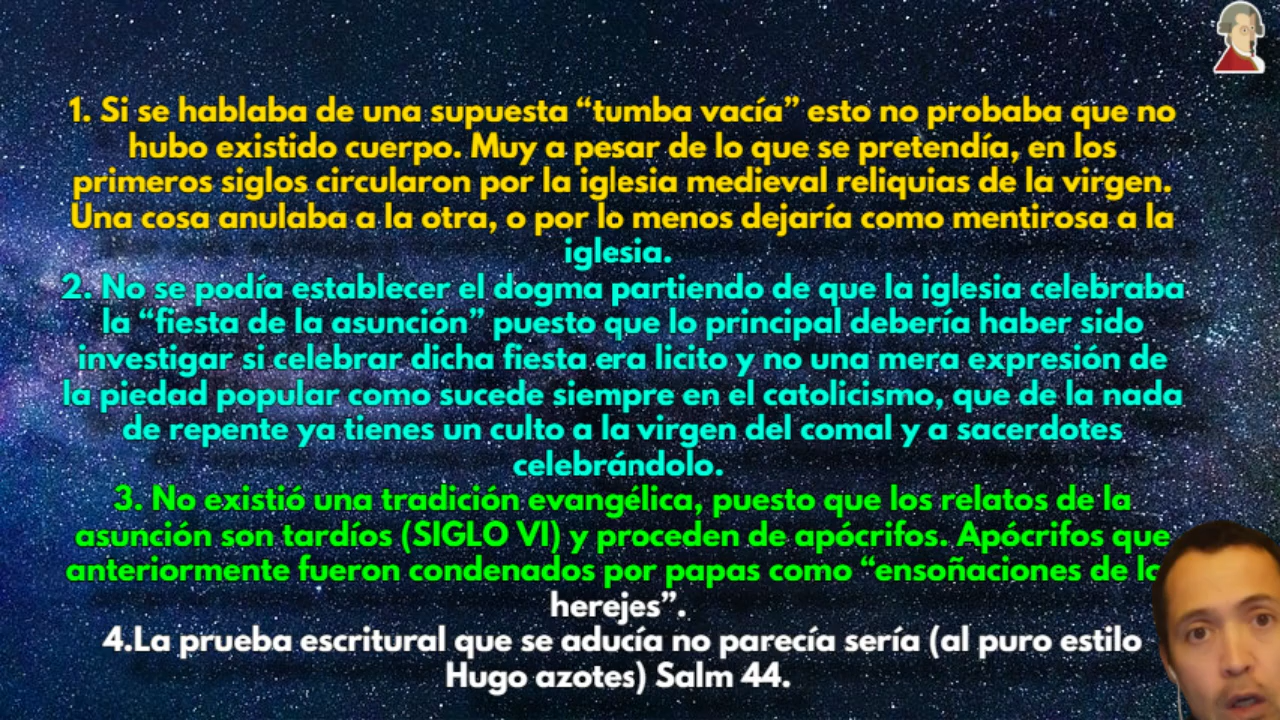 1. Si se hablaba de una supuesta “tumba vacía” esto no probaba que no
hubo existido cuerpo. Muy a pesar de lo que se pretendía, en los
primeros siglos circularon por la iglesia medieval reliquias de la virgen.
Una cosa anulaba a la otra, o por lo menos dejaría como mentirosa a la
iglesia.
2. No se podía establecer el dogma partiendo de que la iglesia celebraba
la “fiesta de la asunción” puesto que lo principal debería haber sido
investigar si celebrar dicha fiesta era licito y no una mera expresión de
la piedad popular como sucede siempre en el catolicismo, que de la nada
de repente ya tienes un culto a la virgen del comal y a sacerdotes
celebrándolo.
3. No existió una tradición evangélica, puesto que los relatos de la
asunción son tardíos (SIGLO VI) y proceden de apócrifos. Apócrifos que
anteriormente fueron condenados por papas como “ensoñaciones de
herejes”.
4.La prueba escritural que se aducía no parecía sería (al puro estilo
Hugo azotes) Salm 44.